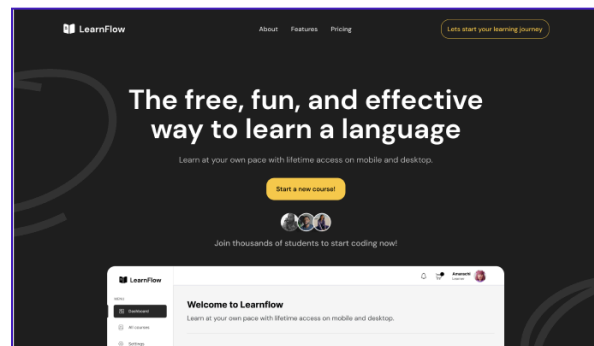 LearnFlow
About Features Pricing
Lets start your learning journey
The free, fun, and effective
way to learn a language
Learn at your own pace with lifetime access on mobile and desktop.
Start a new course!
Join thousands of students to start coding now!
LearnFlow
MENU
Dashboard
All courses
Settings
Welcome to Learnflow
Learn at your own pace with lifetime access on mobile and desktop.